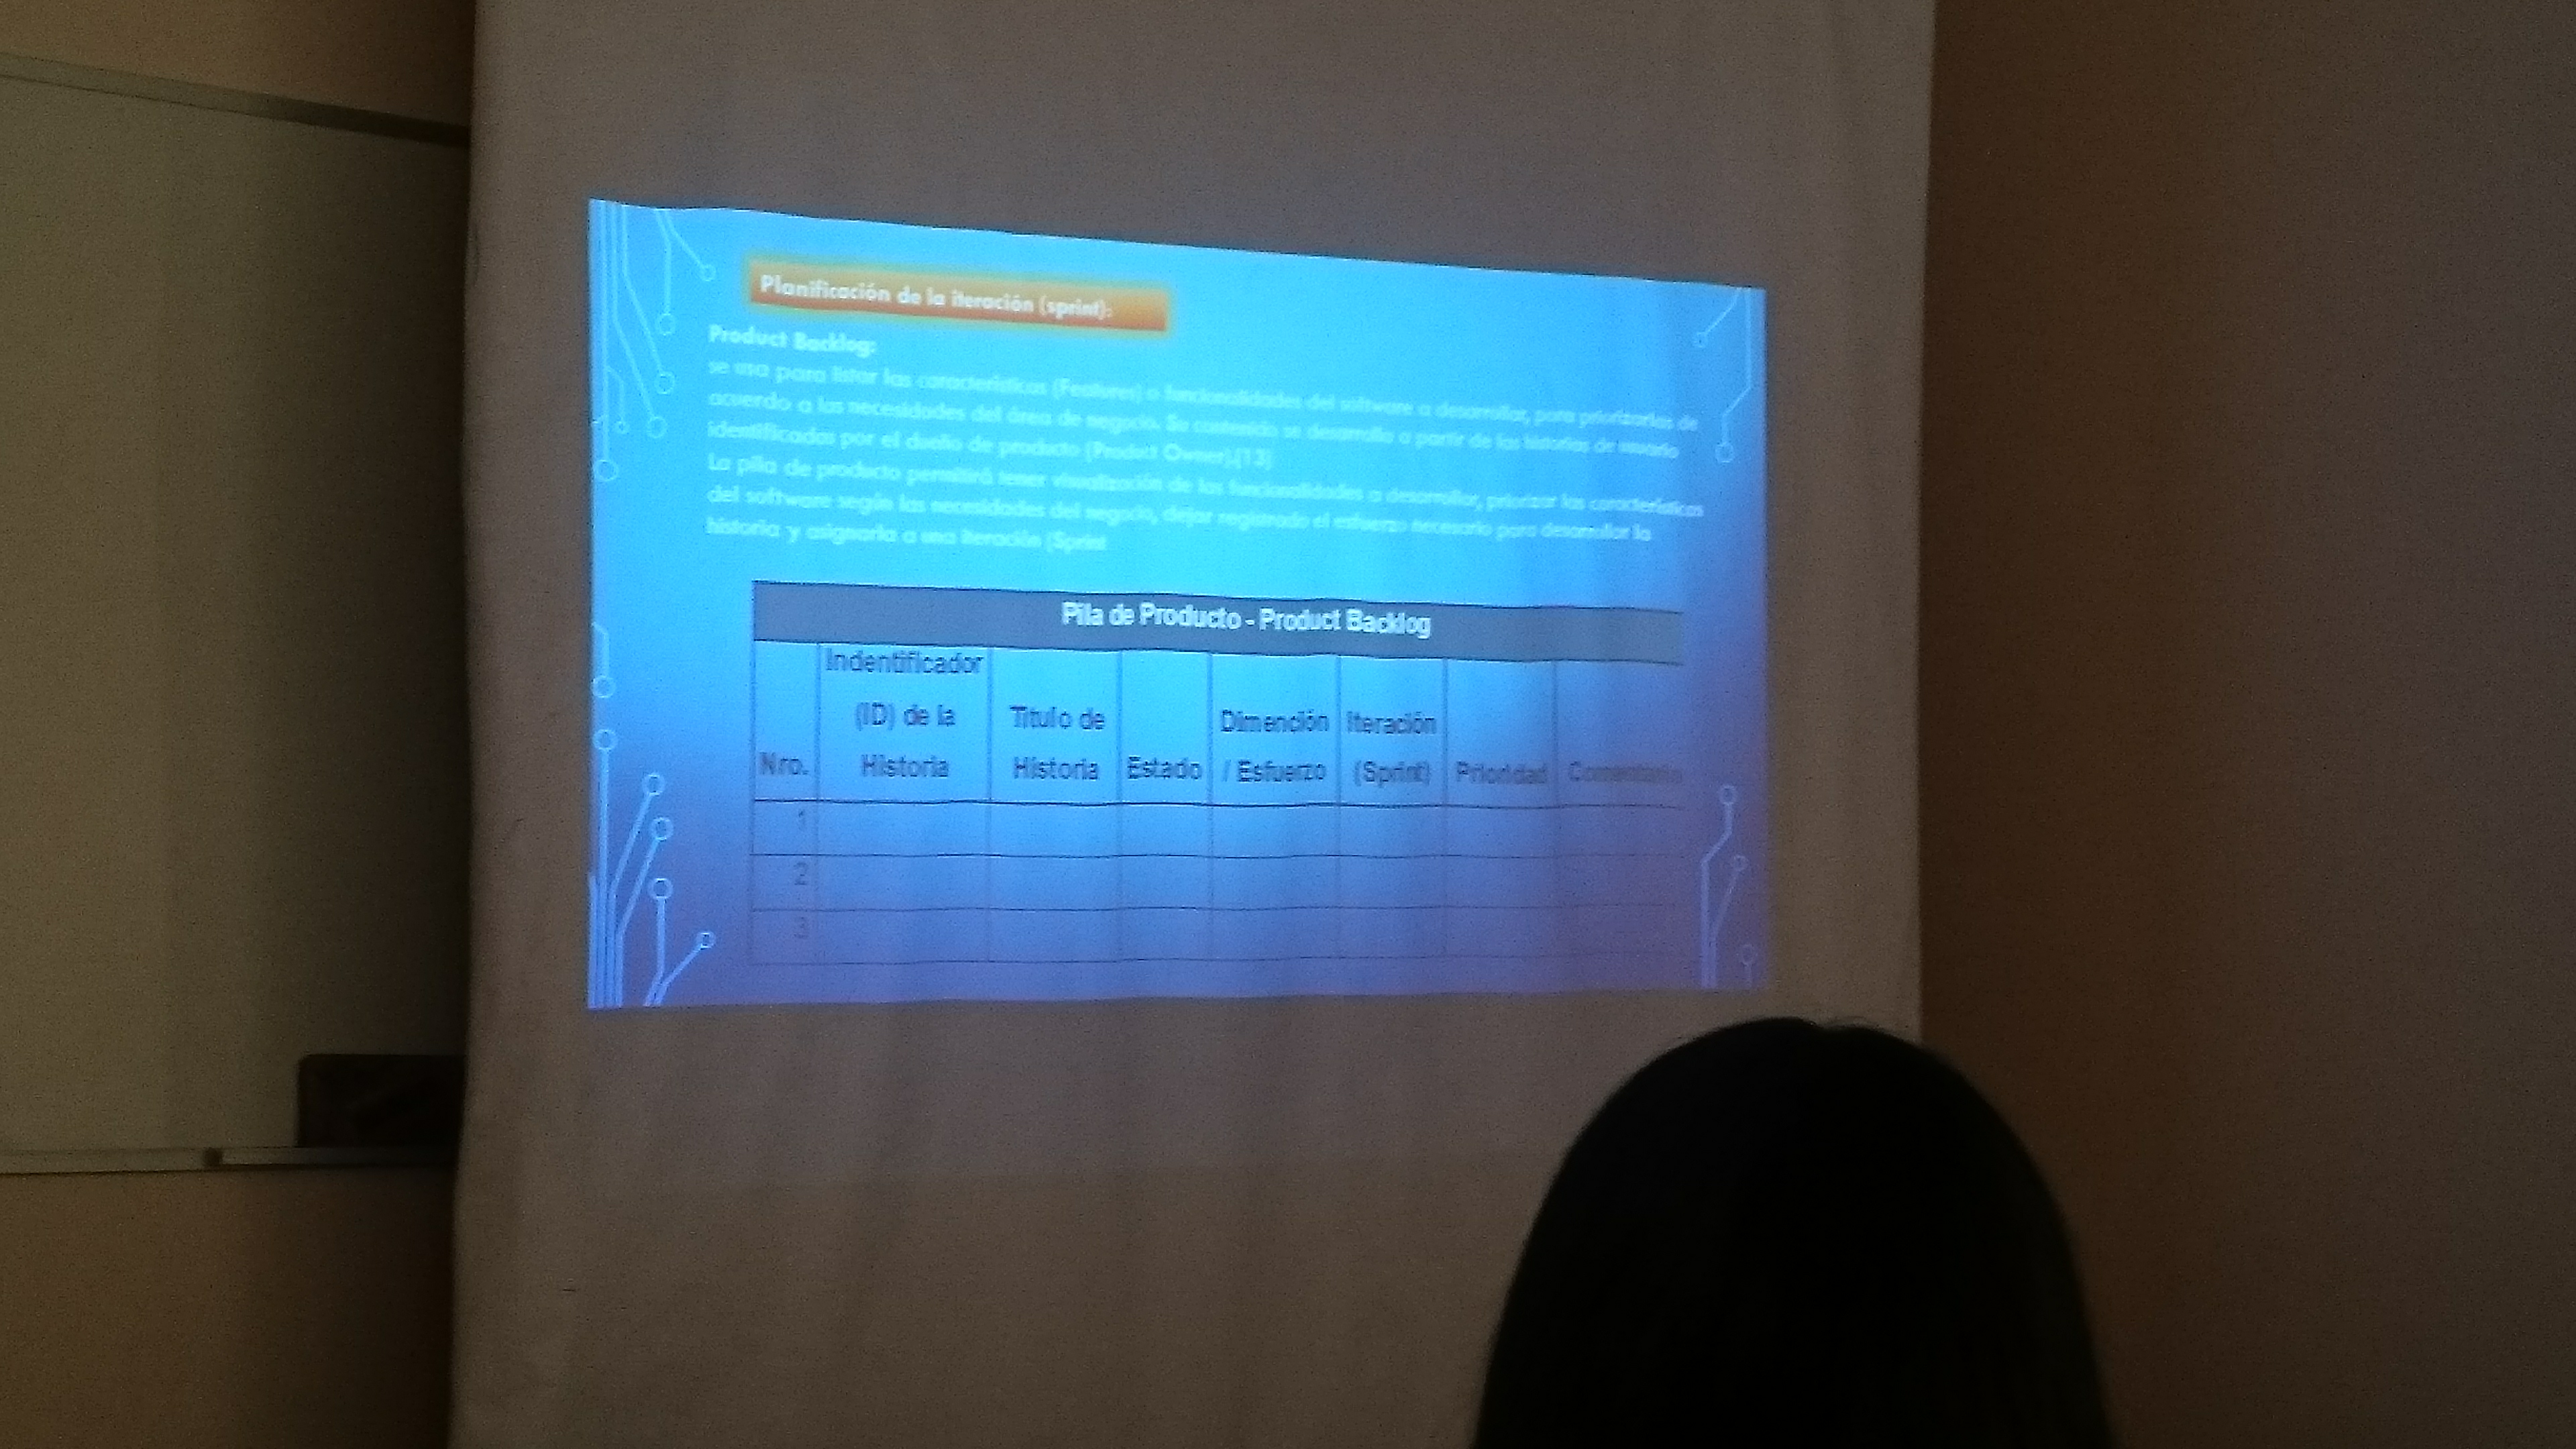 Planificación de la iteración (sprint):
Product Backlog:
se usa para listar las características (Features) o funcionalidades del software a desarrollar, para priorizarlas de
acuerdo a las necesidades del área de negocio. Su contenido se desarrolla a partir de las historias de usuario
identificadas por el dueño de producto (Product Owner).[13]
La pila de producto permitirá tener visualización de las funcionalidades a desarrollar, priorizar las características
del software según las necesidades del negocio, dejar registrado el esfuerzo necesario para desarrollar la
historia y asignarla a una iteración (Sprint
Pila de Producto - Product Backlog
Nro.
Indentificador
(ID) de la
Historia
Titulo de
Historia
Estado
Dimención
/ Esfuerzo
Iteración
(Sprint)
Prioridad
Comentario
1
2
3